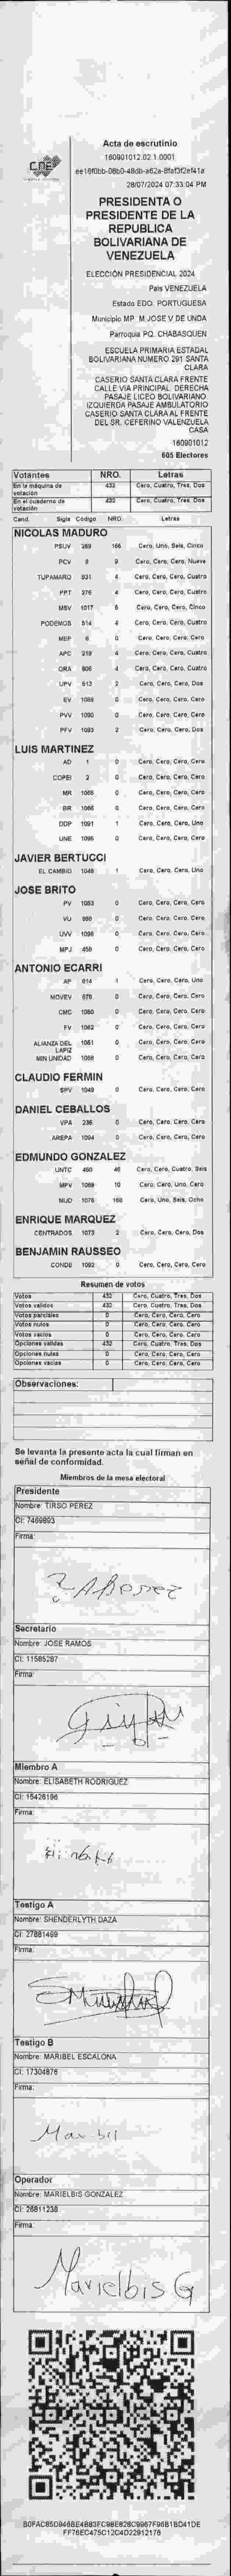 CNE
Acta de escrutinio
160901012.02.1.0001
28/07/2024 07:33:04 PM
PRESIDENTA O
PRESIDENTE DE LA
REPUBLICA
BOLIVARIANA DE
VENEZUELA
ELECCIÓN PRESIDENCIAL 2024
País VENEZUELA
Estado EDO. PORTUGUESA
Municipio MP. M.JOSE V DE UNDA
Parroquia PQ. CHABASQUEN
ESCUELA PRIMARIA ESTADAL
BOLIVARIANA NUMERO 291 SANTA
CLARA
CASERIO SANTA CLARA FRENTE
CALLE VIA PRINCIPAL. DERECHA
PASAJE LICEO BOLIVARIANO
IZQUIERDA PASAJE AMBULATORIO
CASERIO SANTA CLARA AL FRENTE
DEL SR. CEFERINO VALENZUELA
CASA
160901012
605 Electores
Votantes NRO. Letras
En la máquina de votación 432 Cero, Cuatro, Tres, Dos
En el cuaderno de votación 432 Cero, Cuatro, Tres, Dos
Cand. Sigla Código NRO. Letras
NICOLAS MADURO
PSUV 269 165 Cero, Uno, Seis, Cinco
PCV 9 9 Cero, Cero, Cero, Nueve
TUPAMARO 931 4 Cero, Cero, Cero, Cuatro
PPT 276 4 Cero, Cero, Cero, Cuatro
MSV 1017 5 Cero, Cero, Cero, Cinco
PODEMOS 514 4 Cero, Cero, Cero, Cuatro
MEP 6 0 Cero, Cero, Cero, Cero
APC 219 4 Cero, Cero, Cero, Cuatro
ORA 906 4 Cero, Cero, Cero, Cuatro
UPV 613 2 Cero, Cero, Cero, Dos
EV 1089 0 Cero, Cero, Cero, Cero
PVV 1090 0 Cero, Cero, Cero, Cero
PFV 1093 2 Cero, Cero, Cero, Dos
LUIS MARTINEZ
AD 1 0 Cero, Cero, Cero, Cero
COPEI 2 0 Cero, Cero, Cero, Cero
MR 1065 0 Cero, Cero, Cero, Cero
BR 1066 0 Cero, Cero, Cero, Cero
DDP 1091 1 Cero, Cero, Cero, Uno
UNE 1095 0 Cero, Cero, Cero, Cero
JAVIER BERTUCCI
EL CAMBIO 1048 1 Cero, Cero, Cero, Uno
JOSE BRITO
PV 1053 0 Cero, Cero, Cero, Cero
VU 888 0 Cero, Cero, Cero, Cero
UVV 1096 0 Cero, Cero, Cero, Cero
MPJ 459 0 Cero, Cero, Cero, Cero
ANTONIO ECARRI
AP 614 1 Cero, Cero, Cero, Uno
MOVEV 676 0 Cero, Cero, Cero, Cero
CMC 1060 0 Cero, Cero, Cero, Cero
FV 1062 0 Cero, Cero, Cero, Cero
ALIANZA DEL LAPIZ 1051 0 Cero, Cero, Cero, Cero
MIN UNIDAD 1068 0 Cero, Cero, Cero, Cero
CLAUDIO FERMIN
SPV 1049 0 Cero, Cero, Cero, Cero
DANIEL CEBALLOS
VPA 235 0 Cero, Cero, Cero, Cero
AREPA 1094 0 Cero, Cero, Cero, Cero
EDMUNDO GONZALEZ
UNTC 460 46 Cero, Cero, Cuatro, Seis
MPV 1069 10 Cero, Cero, Uno, Cero
MUD 1076 168 Cero, Uno, Seis, Ocho
ENRIQUE MARQUEZ
CENTRADOS 1073 2 Cero, Cero, Cero, Dos
BENJAMIN RAUSSEO
CONDE 1092 0 Cero, Cero, Cero, Cero
Resumen de votos
Votos 432 Cero, Cuatro, Tres, Dos
Votos validos 432 Cero, Cuatro, Tres, Dos
Votos parciales 0 Cero, Cero, Cero, Cero
Votos nulos 0 Cero, Cero, Cero, Cero
Votos vacios 0 Cero, Cero, Cero, Cero
Opciones validas 432 Cero, Cuatro, Tres, Dos
Opciones nulas 0 Cero, Cero, Cero, Cero
Opciones vacias 0 Cero, Cero, Cero, Cero
Observaciones:
Se levanta la presente acta la cual firman en
señal de conformidad.
Miembros de la mesa electoral
Presidente
Nombre: TIRSO PEREZ
CI: 7469893
Firma:
Secretario
Nombre: JOSE RAMOS
CI: 11585287
Firma:
Miembro A
Nombre: ELISABETH RODRIGUEZ
CI: 15426196
Firma:
Testigo A
Nombre: SHENDERLYTH DAZA
CI: 27881499
Firma:
Testigo B
Nombre: MARIBEL ESCALONA
CI: 17304876
Firma:
Operador
Nombre: MARIELBIS GONZALEZ
CI: 26811238
Firma:
Marielbis G